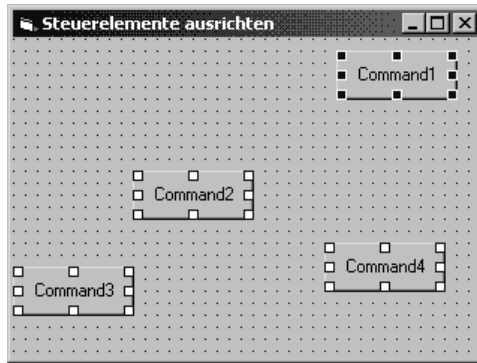 Steuerelemente ausrichten
Command1
Command2
Command4
Command3